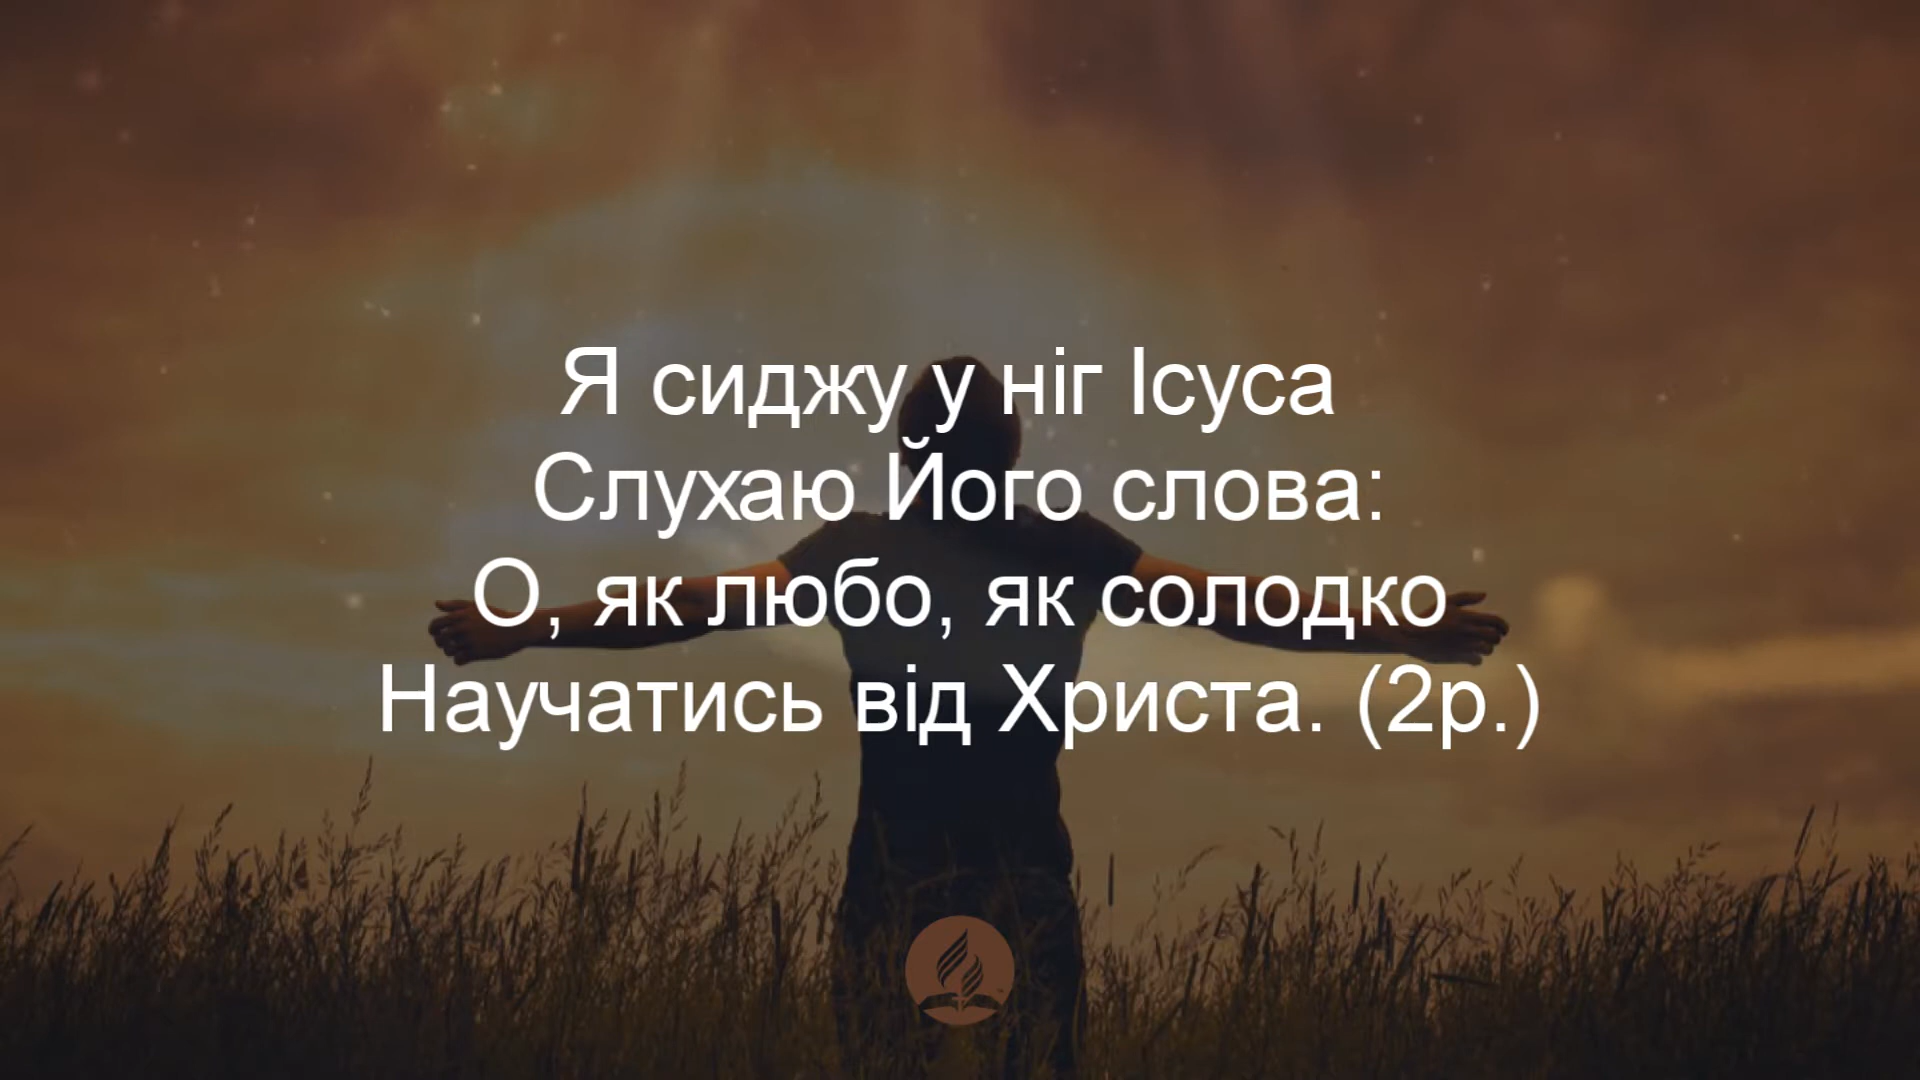 Я сиджу у ніг Ісуса
Слухаю Його слова:
О, як любо, як солодко
Научатись від Христа. (2р.)